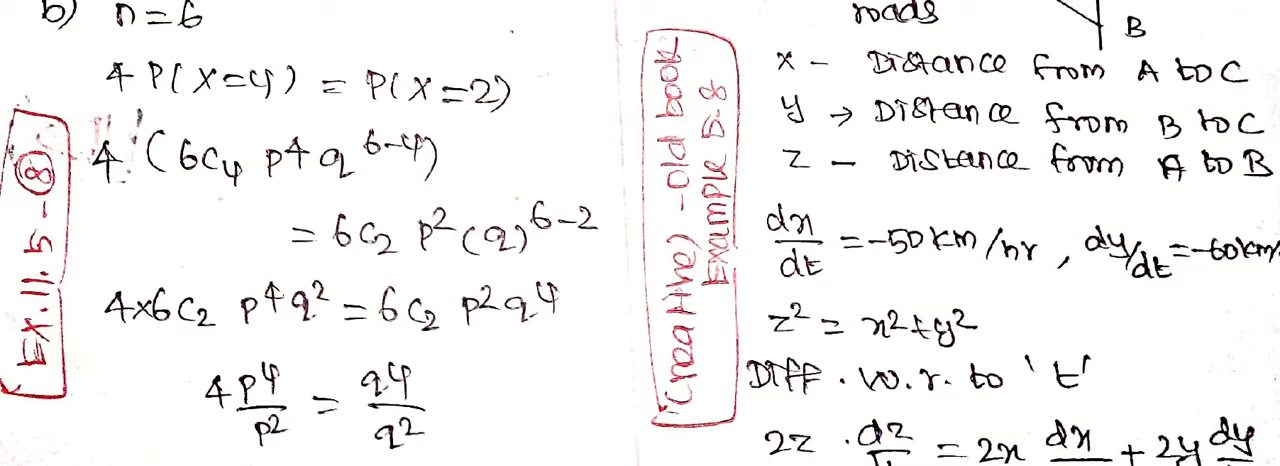 b) n=6
4 P(X=4) = P(X=2)
4 (6C4 p4 q 6-4)
= 6C2 p2 (q)6-2
4x6C2 p4q2 = 6C2 p2q4
4p4/p2 = q4/q2
Ex.11.5-8
(creative) - old book
Example 5.8
roads
B
x - Distance from A to C
y → Distance from B to C
z - Distance from A to B
dx/dt = -50 km/hr, dy/dt = -60km/
z2 = x2+y2
Diff. w.r. to 't'
2z . dz = 2x dx + 2y dy